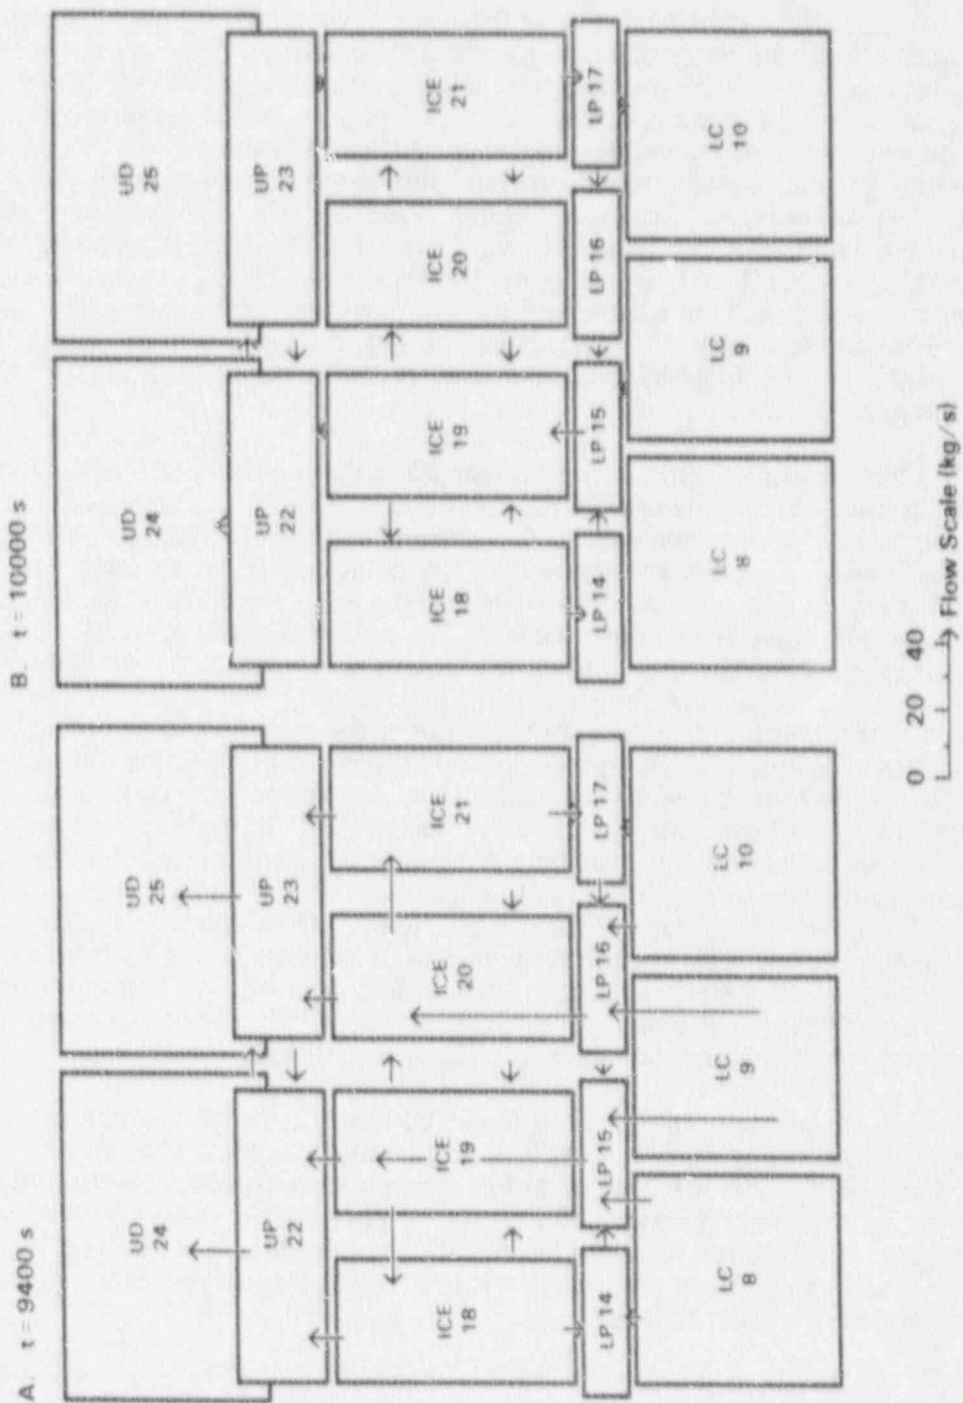 A. t = 9400 s
UD
24
UD
25
UP
22
UP
23
ICE
18
ICE
19
ICE
20
ICE
21
LP 14
LP 15
LP 16
LP 17
LC
8
LC
9
LC
10
B. t = 10000 s
UD
24
UD
25
UP
22
UP
23
ICE
18
ICE
19
ICE
20
ICE
21
LP 14
LP 15
LP 16
LP 17
LC
8
LC
9
LC
10
0 20 40
Flow Scale (kg/s)